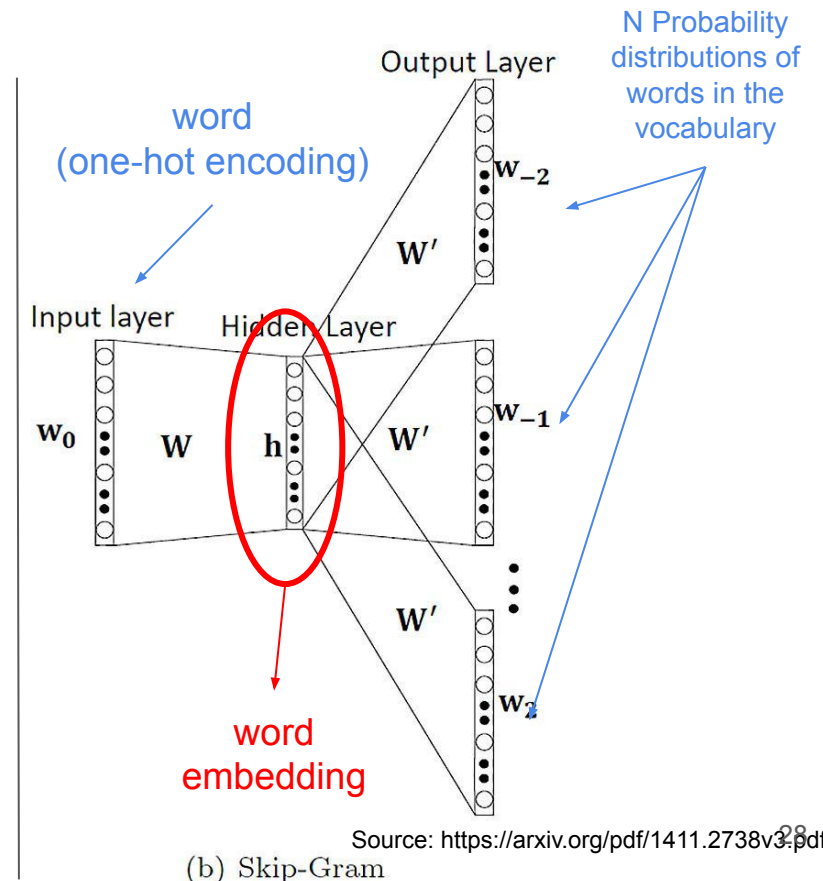 N Probability
distributions of
words in the
vocabulary
Output Layer
word
(one-hot encoding)
w₋₂
W′
Input layer
Hidden Layer
w₀
W
h
W′
w₋₁
W′
w₂
word
embedding
Source: https://arxiv.org/pdf/1411.2738v3.pdf
28
(b) Skip-Gram